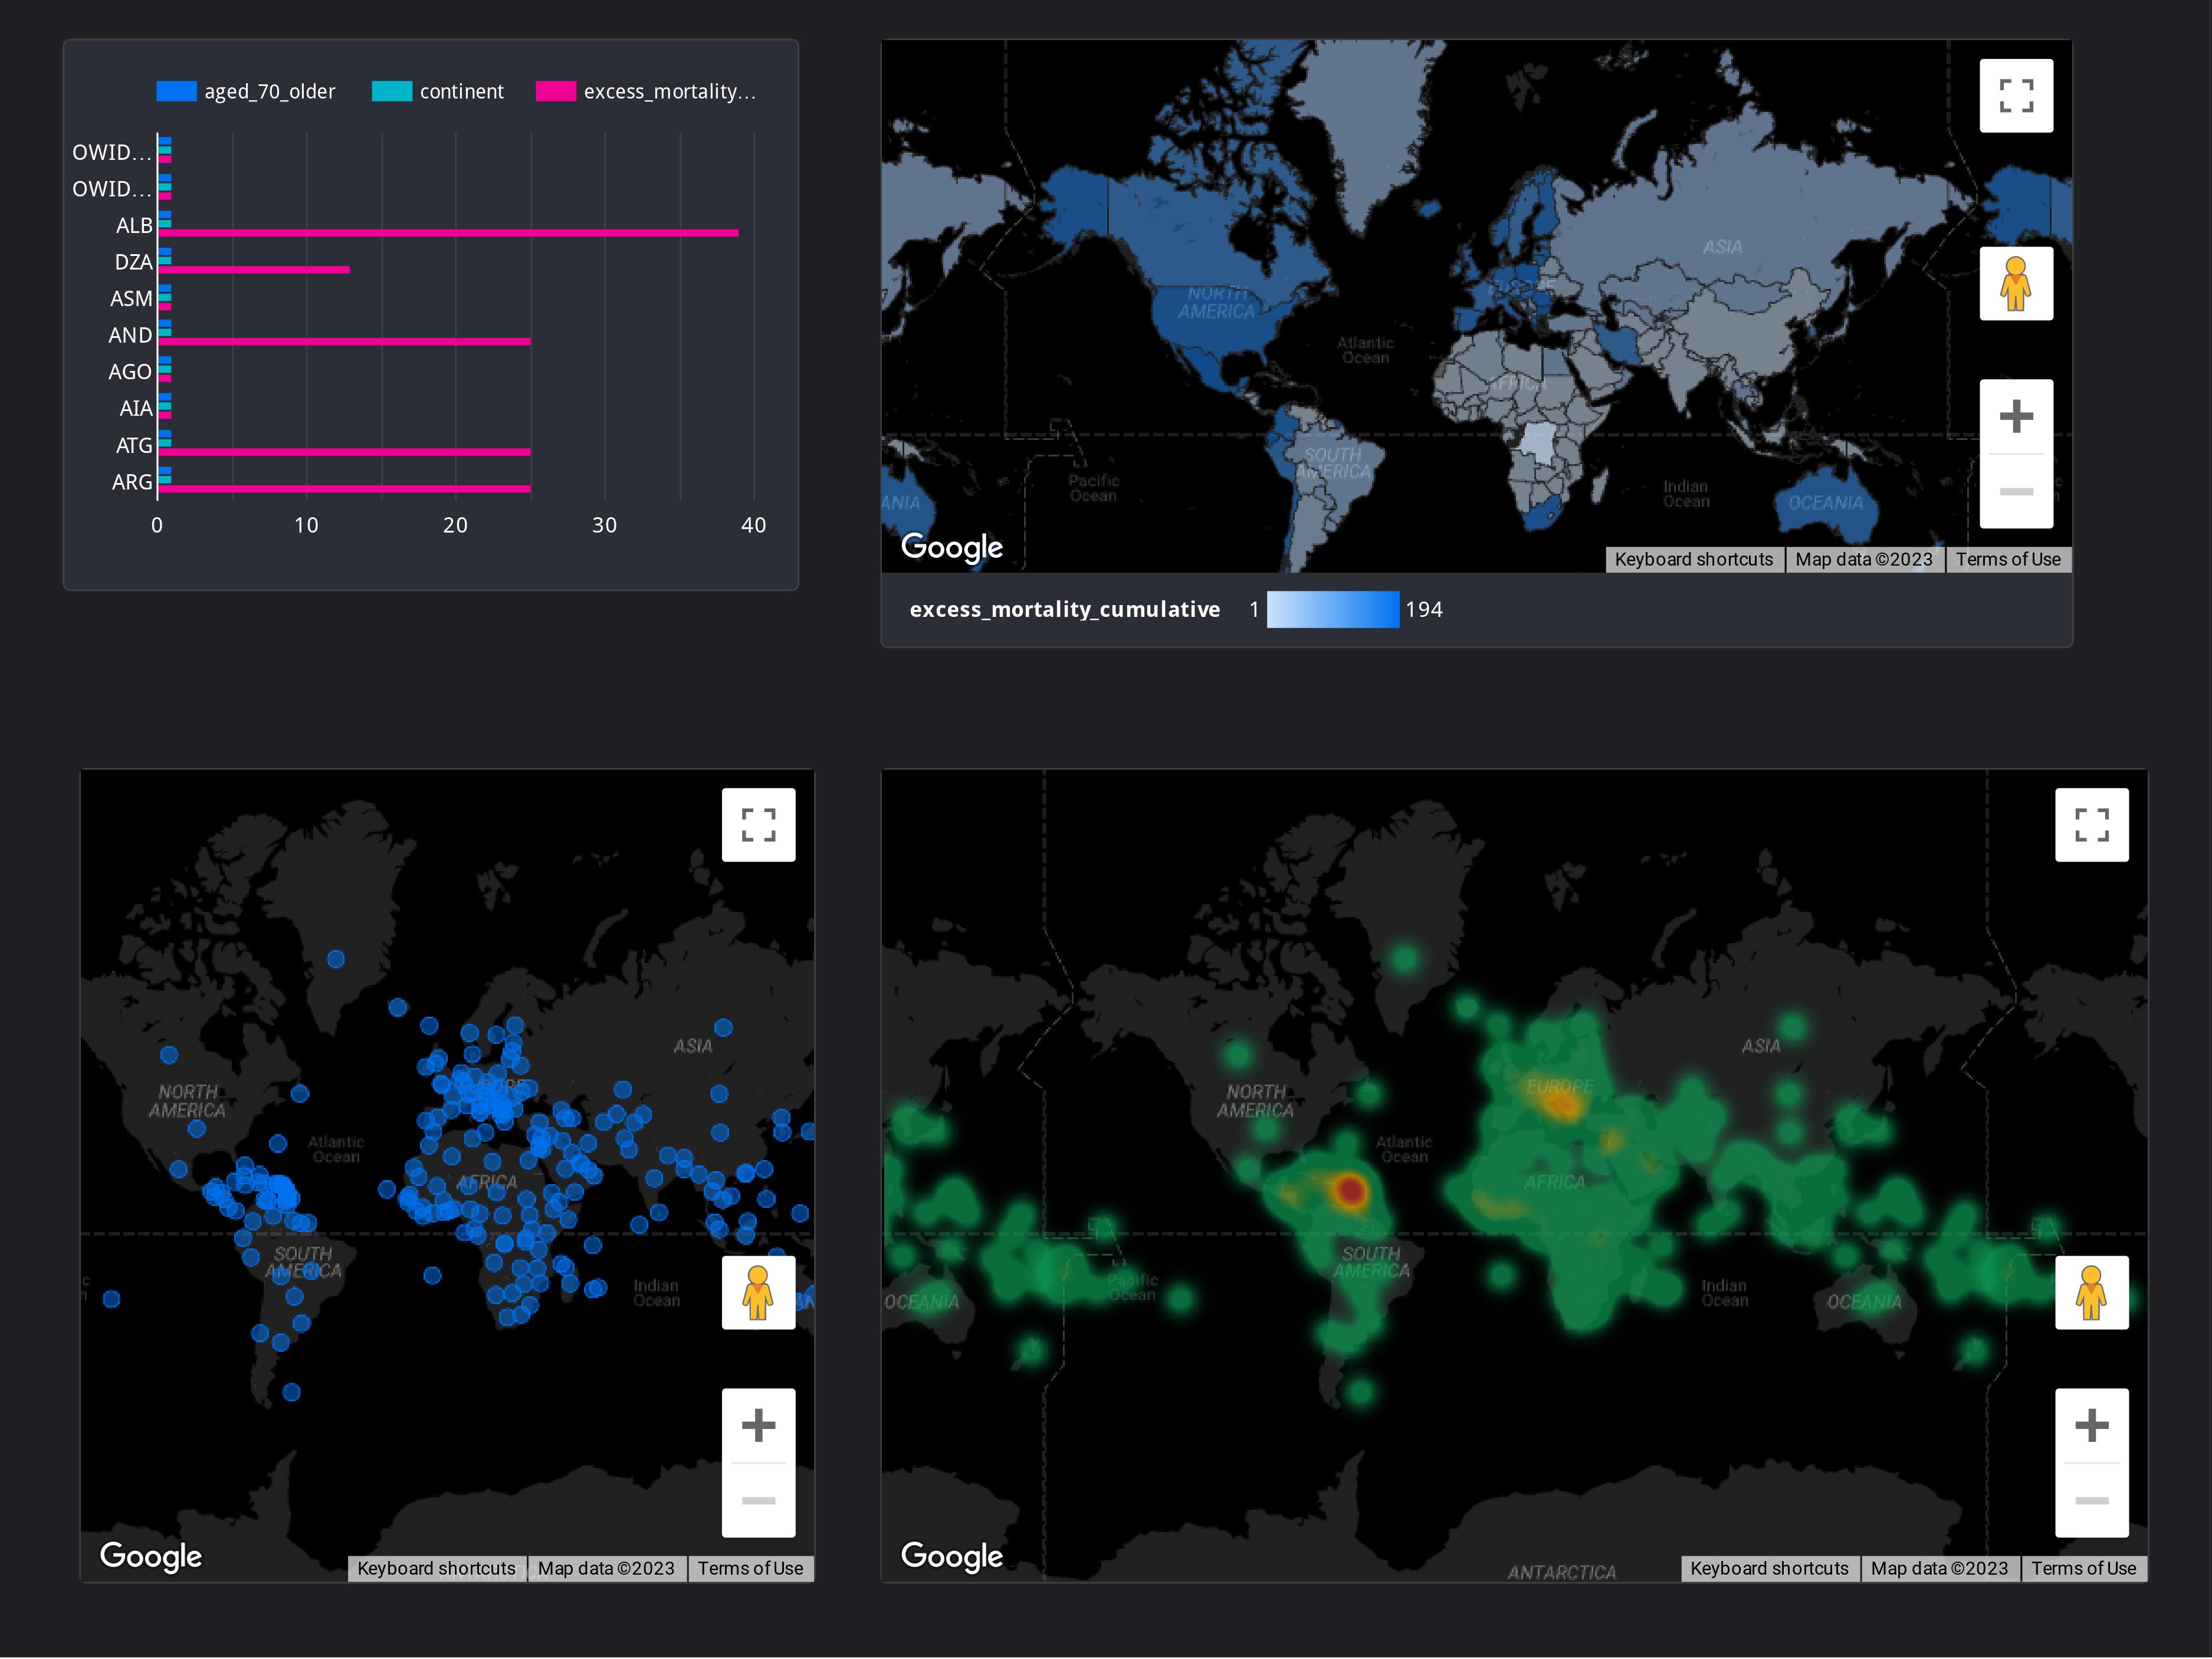 aged_70_older continent excess_mortality…
OWID…
OWID…
ALB
DZA
ASM
AND
AGO
AIA
ATG
ARG
0 10 20 30 40
ASIA
NORTH
AMERICA
Atlantic
Ocean
AFRICA
SOUTH
AMERICA
Pacific
Ocean
Indian
Ocean
OCEANIA
ANIA
Google
Keyboard shortcuts Map data ©2023 Terms of Use
excess_mortality_cumulative 1 194
ASIA
NORTH
AMERICA
Atlantic
Ocean
AFRICA
SOUTH
AMERICA
Indian
Ocean
Google
Keyboard shortcuts Map data ©2023 Terms of Use
ASIA
NORTH
AMERICA
EUROPE
Atlantic
Ocean
AFRICA
SOUTH
AMERICA
Pacific
Ocean
Indian
Ocean
OCEANIA
OCEANIA
ANTARCTICA
Google
Keyboard shortcuts Map data ©2023 Terms of Use